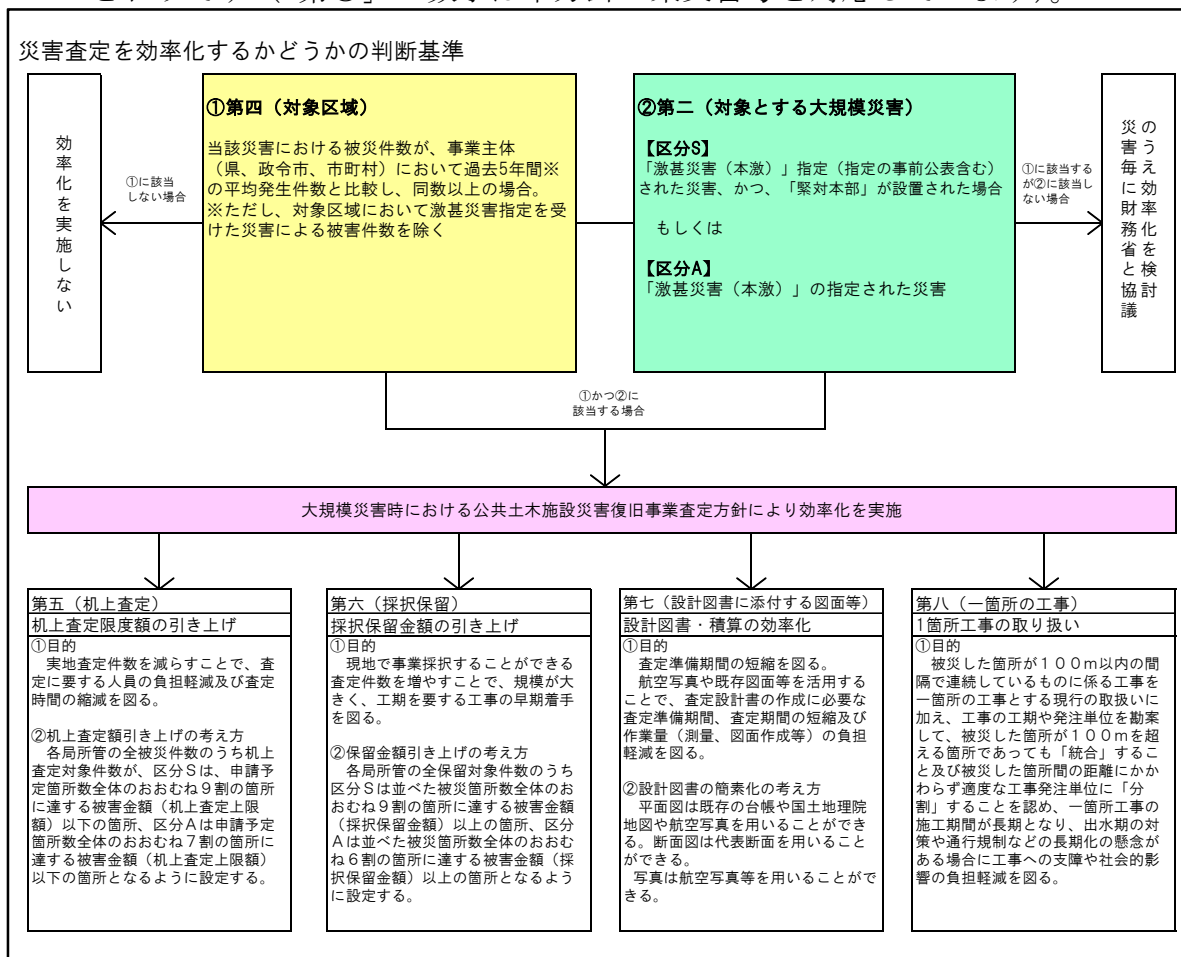 災害査定を効率化するかどうかの判断基準
効率化を実施しない
①に該当
しない場合
①第四（対象区域）
当該災害における被災件数が、事業主体
（県、政令市、市町村）において過去5年間※
の平均発生件数と比較し、同数以上の場合。
※ただし、対象区域において激甚災害指定を受
けた災害による被害件数を除く
②第二（対象とする大規模災害）
【区分S】
「激甚災害（本激）」指定（指定の事前公表含む）
された災害、かつ、「緊対本部」が設置された場合
もしくは
【区分A】
「激甚災害（本激）」の指定された災害
①に該当する
が②に該当し
ない場合
災害毎に財務省と協議
のうえ効率化を検討
①かつ②に
該当する場合
大規模災害時における公共土木施設災害復旧事業査定方針により効率化を実施
第五（机上査定）
机上査定限度額の引き上げ
①目的
実地査定件数を減らすことで、査
定に要する人員の負担軽減及び査定
時間の縮減を図る。
②机上査定額引き上げの考え方
各局所管の全被災件数のうち机上
査定対象件数が、区分Sは、申請予
定箇所数全体のおおむね９割の箇所
に達する被害金額（机上査定上限
額）以下の箇所、区分Aは申請予定
箇所数全体のおおむね７割の箇所
に達する被害金額（机上査定上限額）
以下の箇所となるように設定する。
第六（採択保留）
採択保留金額の引き上げ
①目的
現地で事業採択することができる
査定件数を増やすことで、規模が大
きく、工期を要する工事の早期着手
を図る。
②保留金額引き上げの考え方
各局所管の全保留対象件数のうち
区分Sは並べた被災箇所数全体のお
おむね９割の箇所に達する被害金額
（採択保留金額）以上の箇所、区分
Aは並べた被災箇所数全体のおおむ
ね６割の箇所に達する被害金額（採
択保留金額）以上の箇所となるよう
に設定する。
第七（設計図書に添付する図面等）
設計図書・積算の効率化
①目的
査定準備期間の短縮を図る。
航空写真や既存図面等を活用する
ことで、査定設計書の作成に必要な
査定準備期間、査定期間の短縮及び
作業量（測量、図面作成等）の負担
軽減を図る。
②設計図書の簡素化の考え方
平面図は既存の台帳や国土地理院
地図や航空写真を用いることができ
る。断面図は代表断面を用いること
ができる。
写真は航空写真等を用いることがで
きる。
第八（一箇所の工事）
1箇所工事の取り扱い
①目的
被災した箇所が１００ｍ以内の間
隔で連続しているものに係る工事を
一箇所の工事とする現行の取扱いに
加え、工事の工期や発注単位を勘案
して、被災した箇所が１００ｍを超
える箇所であっても「統合」するこ
と及び被災した箇所間の距離にかか
わらず適度な工事発注単位に「分
割」することを認め、一箇所工事の
施工期間が長期となり、出水期の対
策や通行規制などの長期化の懸念が
ある場合に工事への支障や社会的影
響の負担軽減を図る。